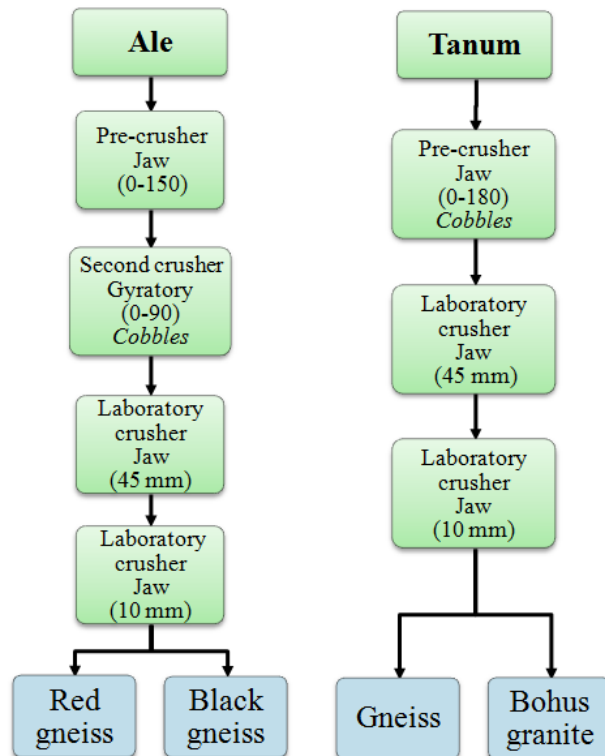 Ale
Pre-crusher
Jaw
(0-150)
Second crusher
Gyratory
(0-90)
Cobbles
Laboratory
crusher
Jaw
(45 mm)
Laboratory
crusher
Jaw
(10 mm)
Red
gneiss
Black
gneiss
Tanum
Pre-crusher
Jaw
(0-180)
Cobbles
Laboratory
crusher
Jaw
(45 mm)
Laboratory
crusher
Jaw
(10 mm)
Gneiss
Bohus
granite